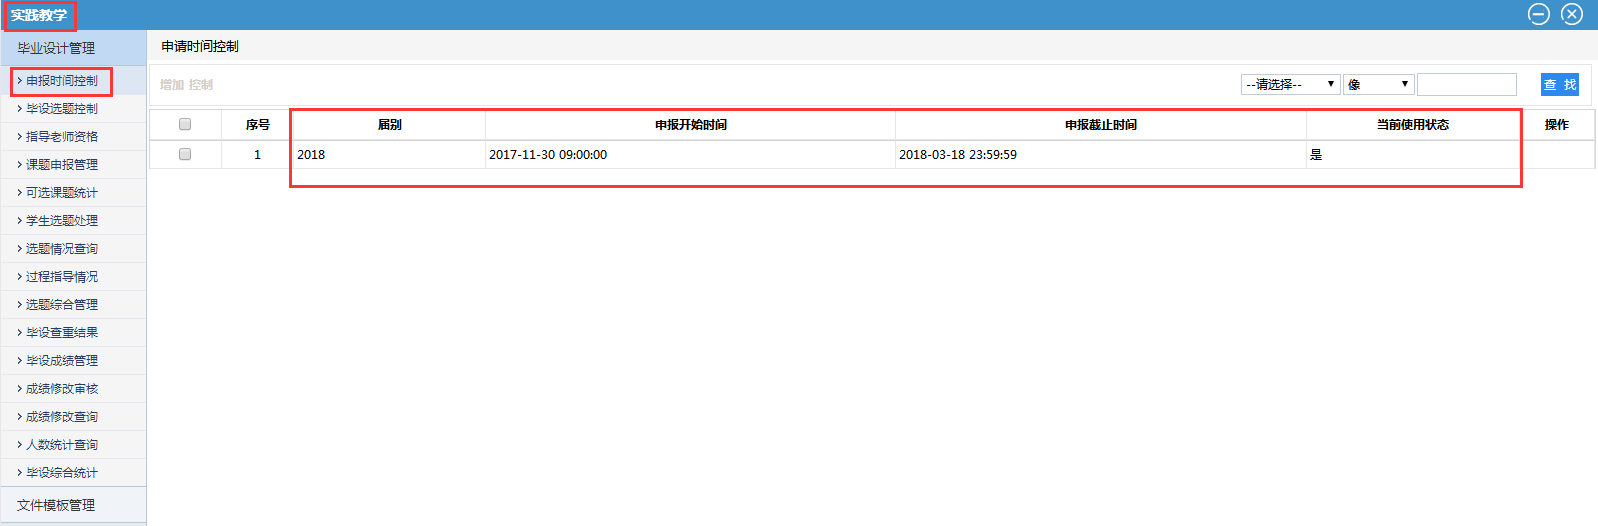 实践教学
毕业设计管理
申报时间控制
毕设选题控制
指导老师资格
课题申报管理
可选课题统计
学生选题处理
选题情况查询
过程指导情况
选题综合管理
毕设查重结果
毕设成绩管理
成绩修改审核
成绩修改查询
人数统计查询
毕设综合统计
文件模板管理
申请时间控制
增加 控制
--请选择-- 像 查 找
序号 届别 申报开始时间 申报截止时间 当前使用状态 操作
1 2018 2017-11-30 09:00:00 2018-03-18 23:59:59 是